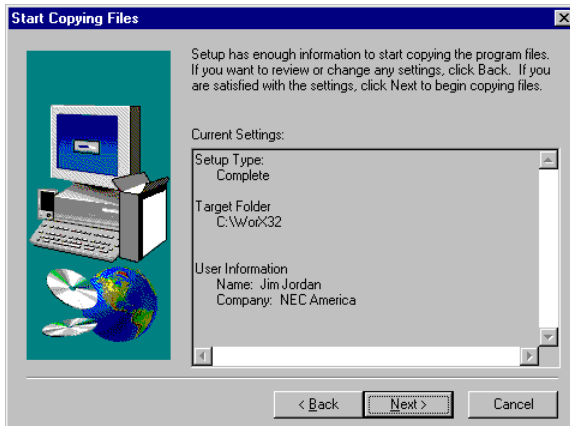 Start Copying Files
Setup has enough information to start copying the program files.
If you want to review or change any settings, click Back. If you
are satisfied with the settings, click Next to begin copying files.
Current Settings:
Setup Type:
Complete
Target Folder
C:\WorX32
User Information
Name: Jim Jordan
Company: NEC America
< Back
Next >
Cancel